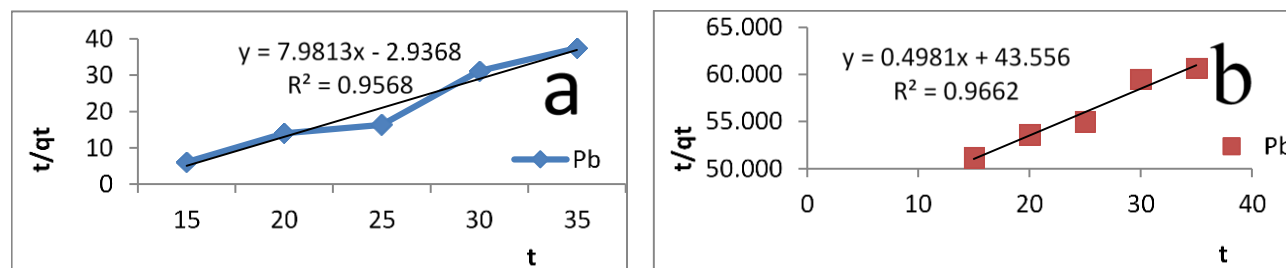 40
30
20
10
0
t/qt
y = 7.9813x - 2.9368
R² = 0.9568
a
Pb
15 20 25 30 35
t
65.000
60.000
55.000
50.000
t/qt
y = 0.4981x + 43.556
R² = 0.9662
b
Pb
0 10 20 30 40
t